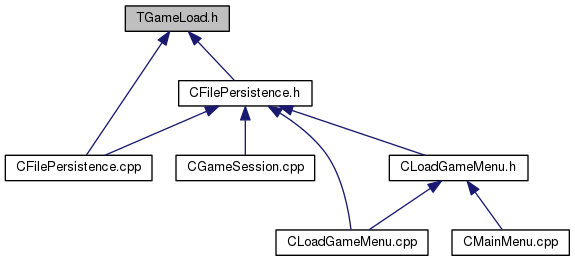 TGameLoad.h
CFilePersistence.h
CFilePersistence.cpp
CGameSession.cpp
CLoadGameMenu.h
CLoadGameMenu.cpp
CMainMenu.cpp